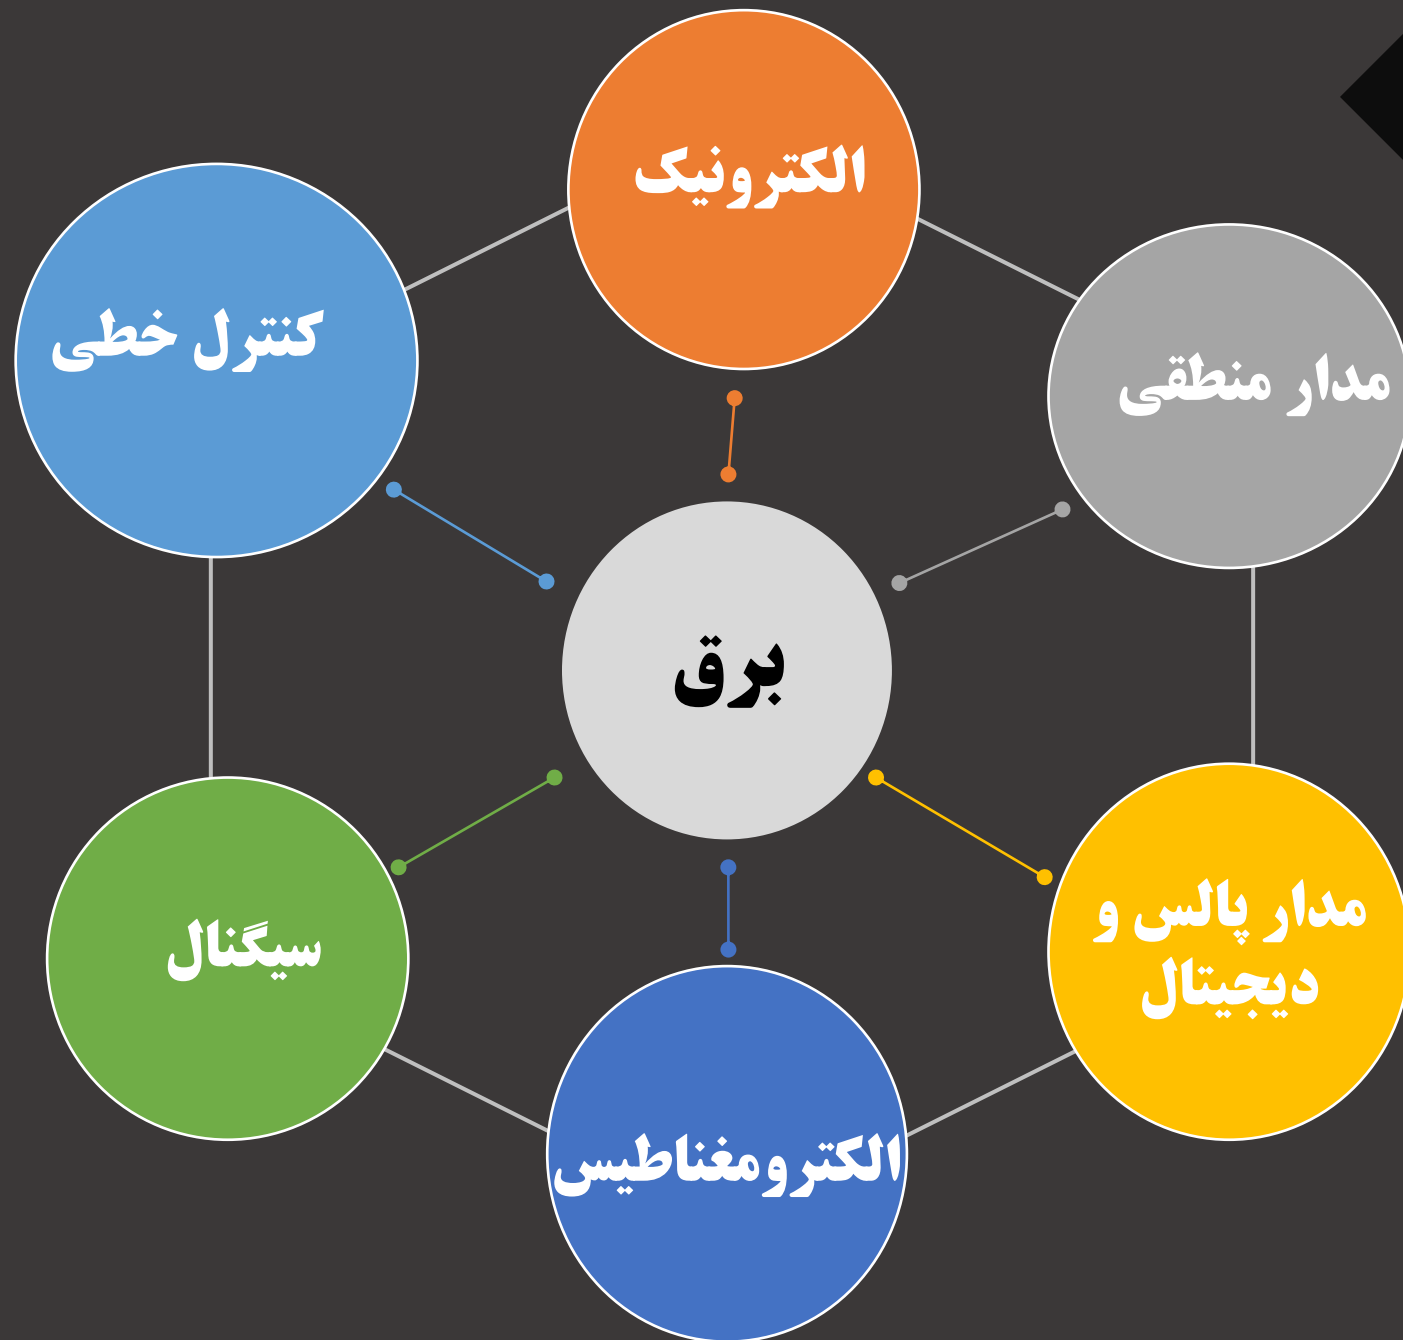 الکترونیک
کنترل خطی
مدار منطقی
برق
مدار پالس و
دیجیتال
سیگنال
الکترومغناطیس